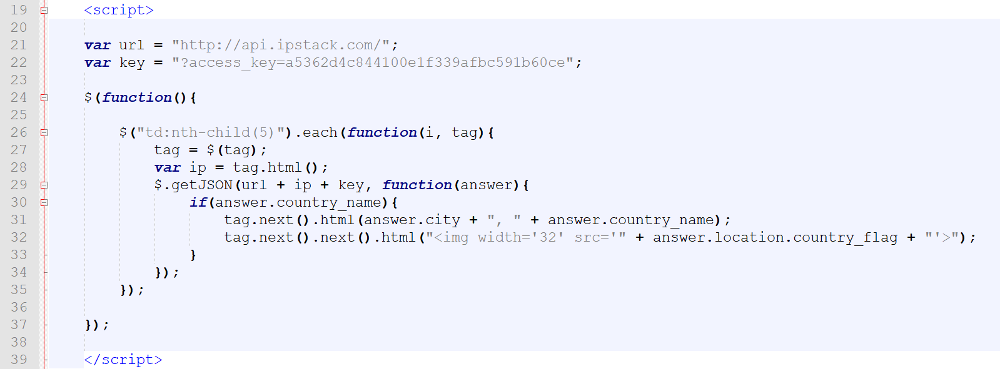 19 <script>
20
21 var url = "http://api.ipstack.com/";
22 var key = "?access_key=a5362d4c844100e1f339afbc591b60ce";
23
24 $(function(){
25
26 $("td:nth-child(5)").each(function(i, tag){
27 tag = $(tag);
28 var ip = tag.html();
29 $.getJSON(url + ip + key, function(answer){
30 if(answer.country_name){
31 tag.next().html(answer.city + ", " + answer.country_name);
32 tag.next().next().html("<img width='32' src='" + answer.location.country_flag + "'>");
33 }
34 });
35 });
36
37 });
38
39 </script>